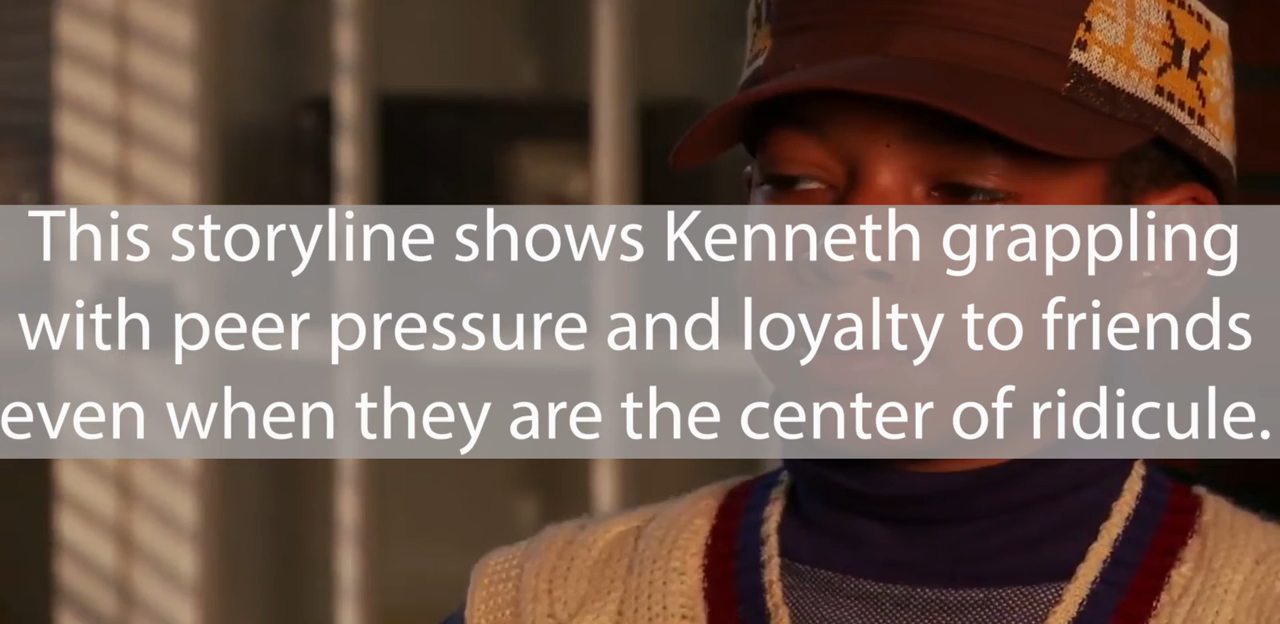 This storyline shows Kenneth grappling
with peer pressure and loyalty to friends
even when they are the center of ridicule.